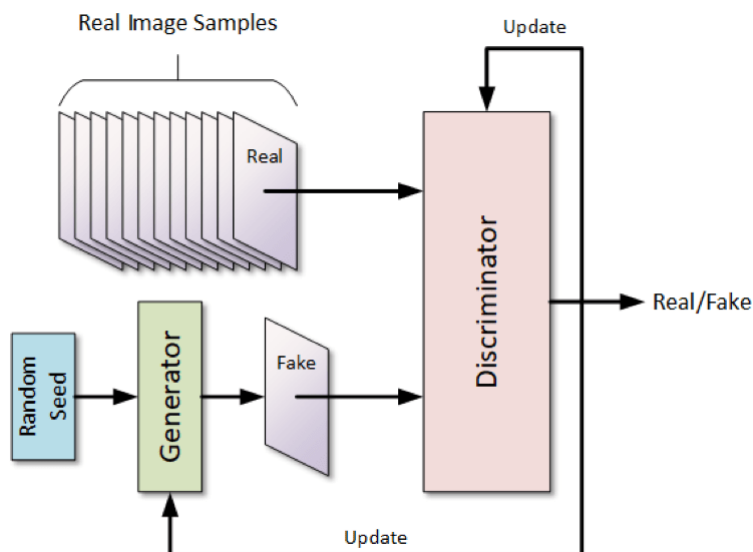 Real Image Samples
Update
Real
Discriminator
Real/Fake
Random
Seed
Generator
Fake
Update